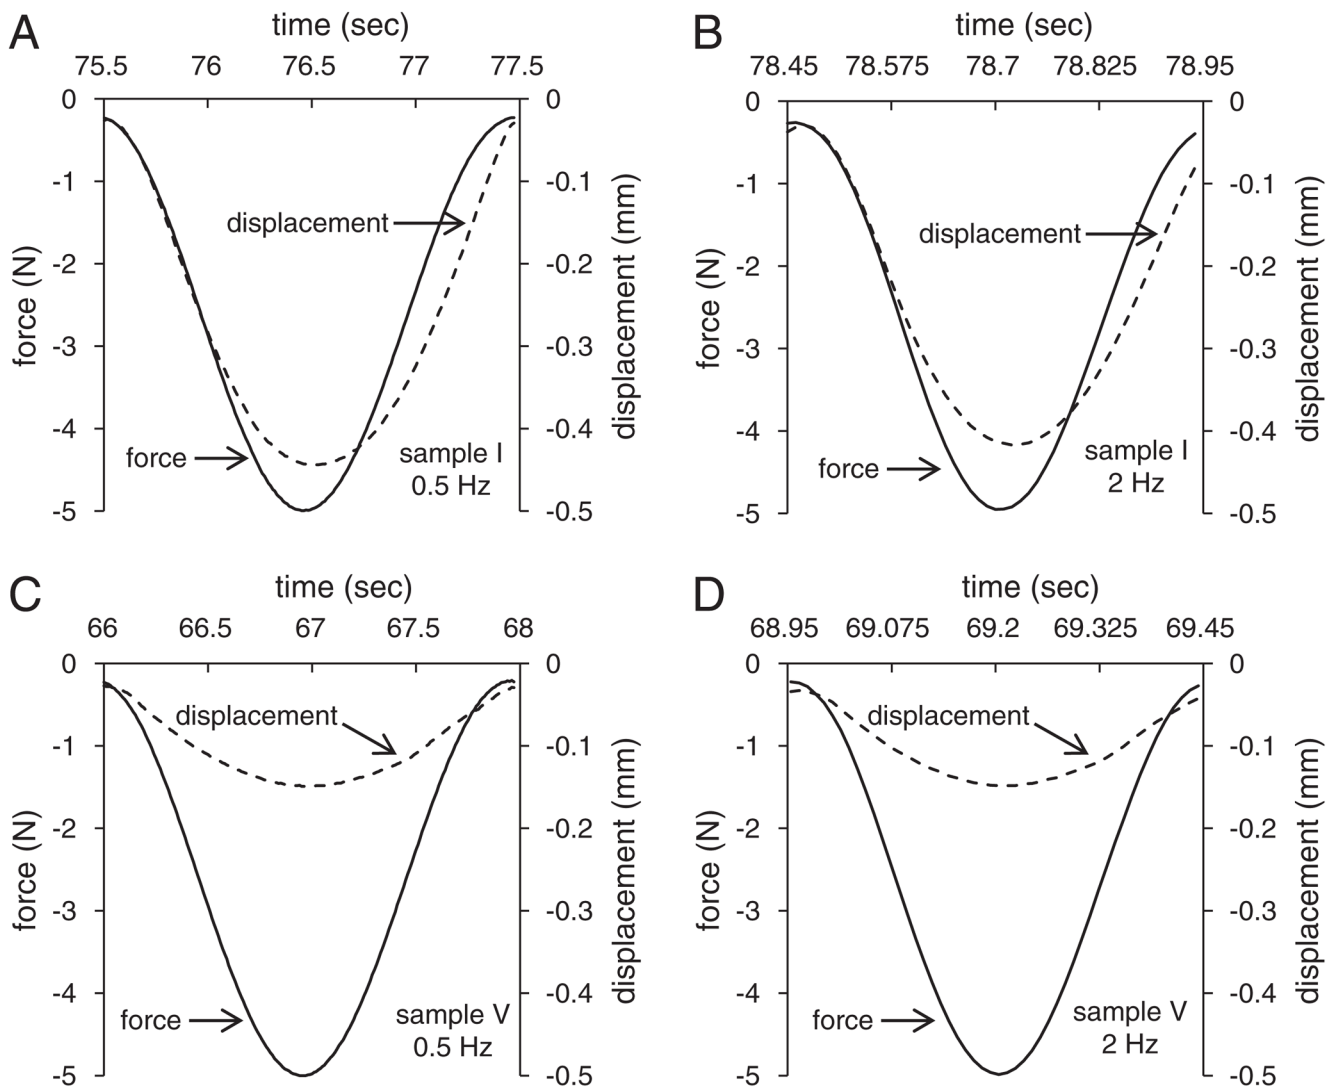 A
time (sec)
75.5 76 76.5 77 77.5
0 0
-1 -0.1
-2 -0.2
-3 -0.3
-4 -0.4
-5 -0.5
force (N)
displacement (mm)
displacement
force
sample I
0.5 Hz
B
time (sec)
78.45 78.575 78.7 78.825 78.95
0 0
-1 -0.1
-2 -0.2
-3 -0.3
-4 -0.4
-5 -0.5
force (N)
displacement (mm)
displacement
force
sample I
2 Hz
C
time (sec)
66 66.5 67 67.5 68
0 0
-1 -0.1
-2 -0.2
-3 -0.3
-4 -0.4
-5 -0.5
force (N)
displacement (mm)
displacement
force
sample V
0.5 Hz
D
time (sec)
68.95 69.075 69.2 69.325 69.45
0 0
-1 -0.1
-2 -0.2
-3 -0.3
-4 -0.4
-5 -0.5
force (N)
displacement (mm)
displacement
force
sample V
2 Hz